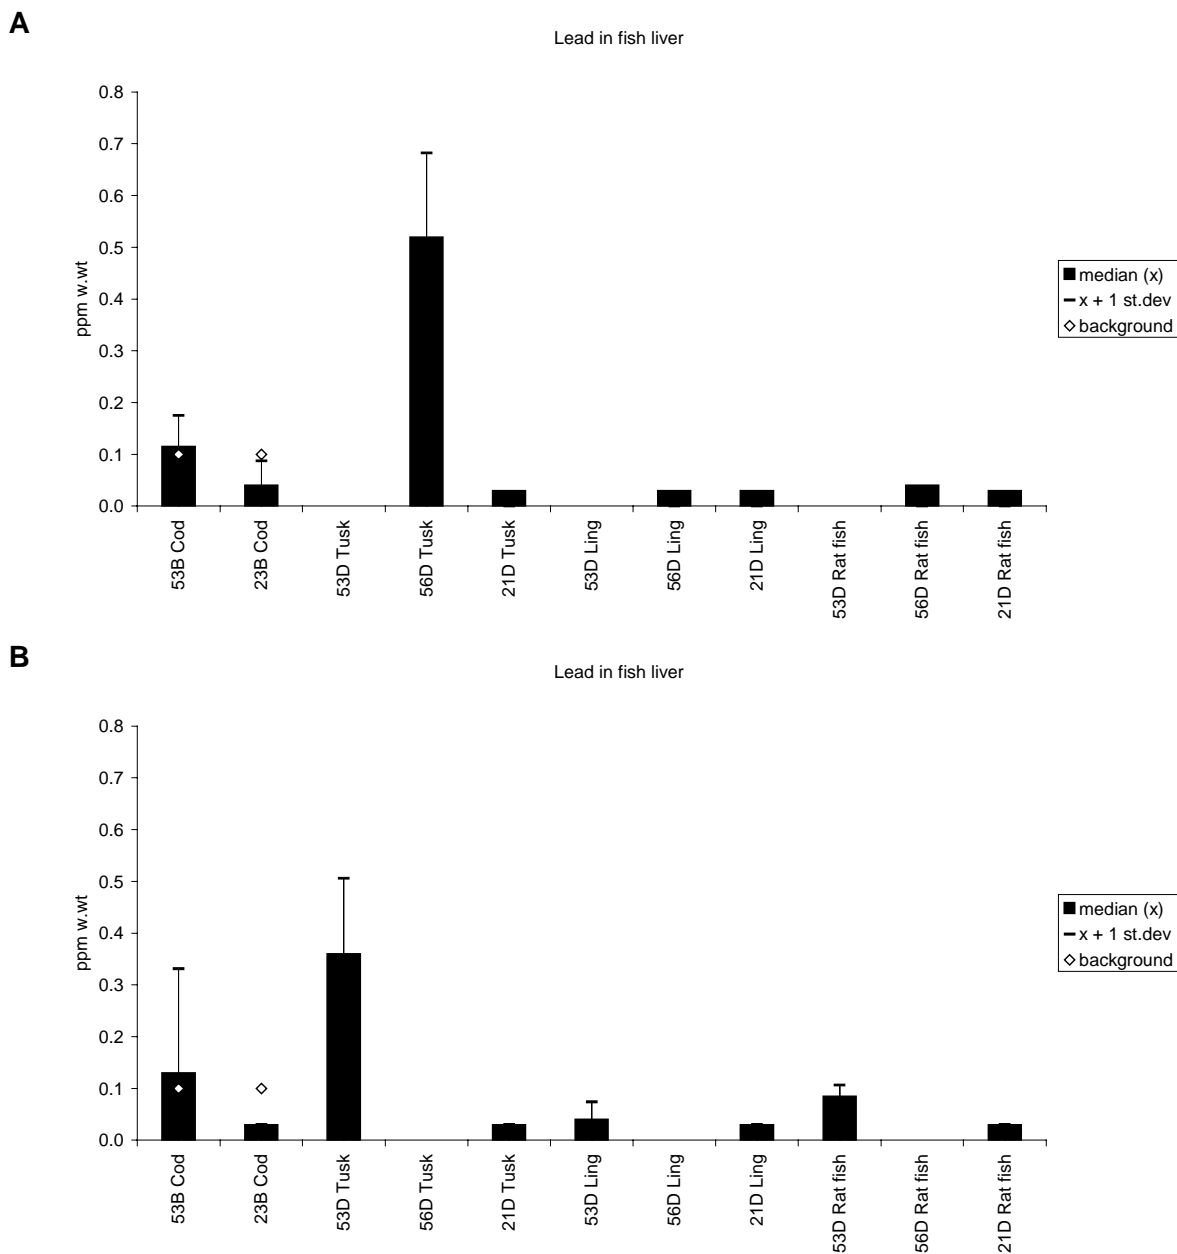 A
Lead in fish liver
0.8
0.7
0.6
0.5
0.4
0.3
0.2
0.1
0.0
ppm w.wt
median (x)
x + 1 st.dev
background
53B Cod
23B Cod
53D Tusk
56D Tusk
21D Tusk
53D Ling
56D Ling
21D Ling
53D Rat fish
56D Rat fish
21D Rat fish
B
Lead in fish liver
0.8
0.7
0.6
0.5
0.4
0.3
0.2
0.1
0.0
ppm w.wt
median (x)
x + 1 st.dev
background
53B Cod
23B Cod
53D Tusk
56D Tusk
21D Tusk
53D Ling
56D Ling
21D Ling
53D Rat fish
56D Rat fish
21D Rat fish